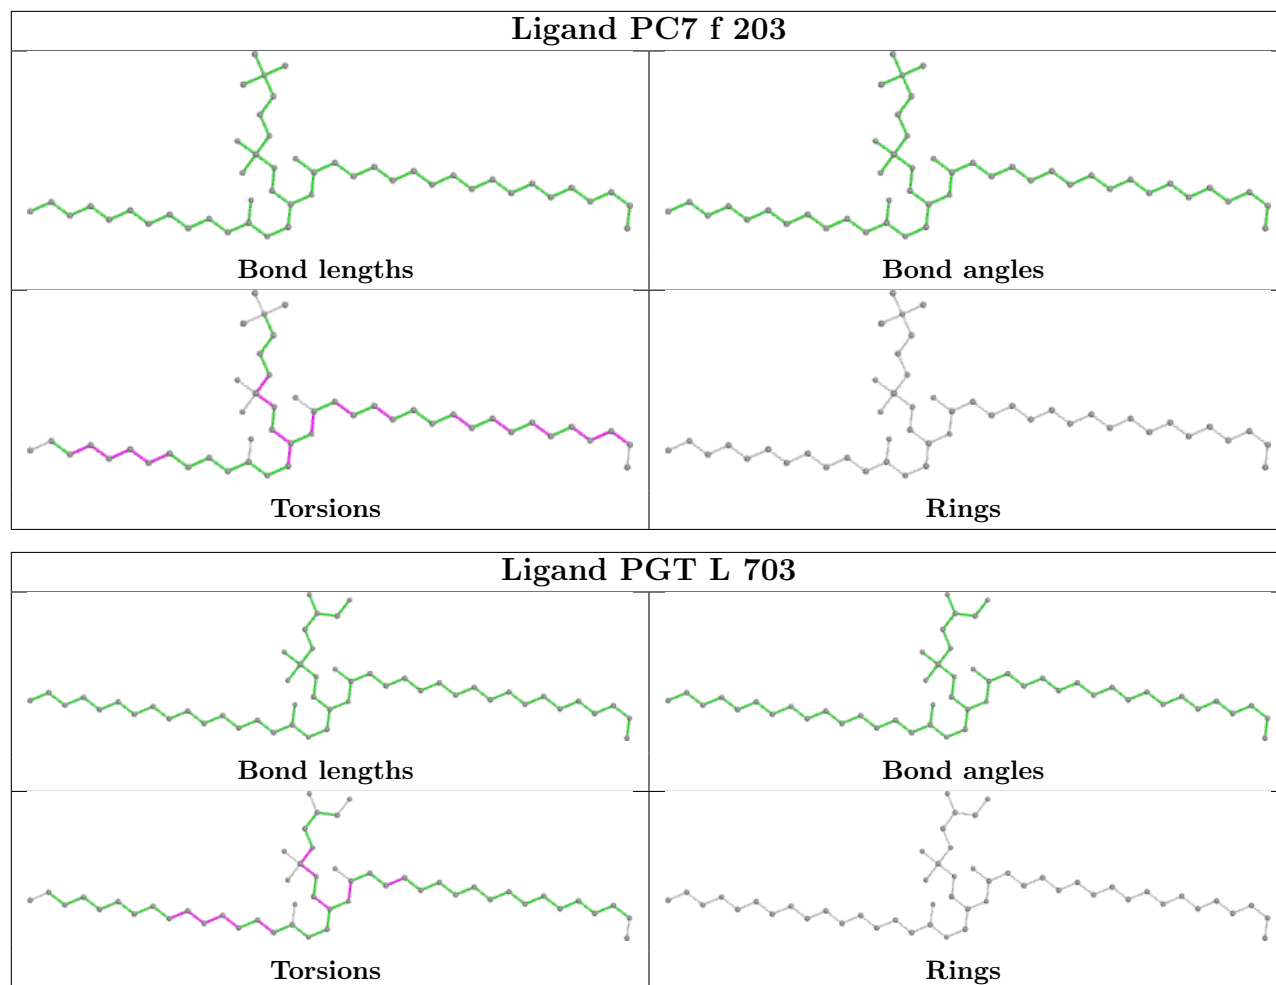 Ligand PC7 f 203
Bond lengths
Bond angles
Torsions
Rings
Ligand PGT L 703
Bond lengths
Bond angles
Torsions
Rings